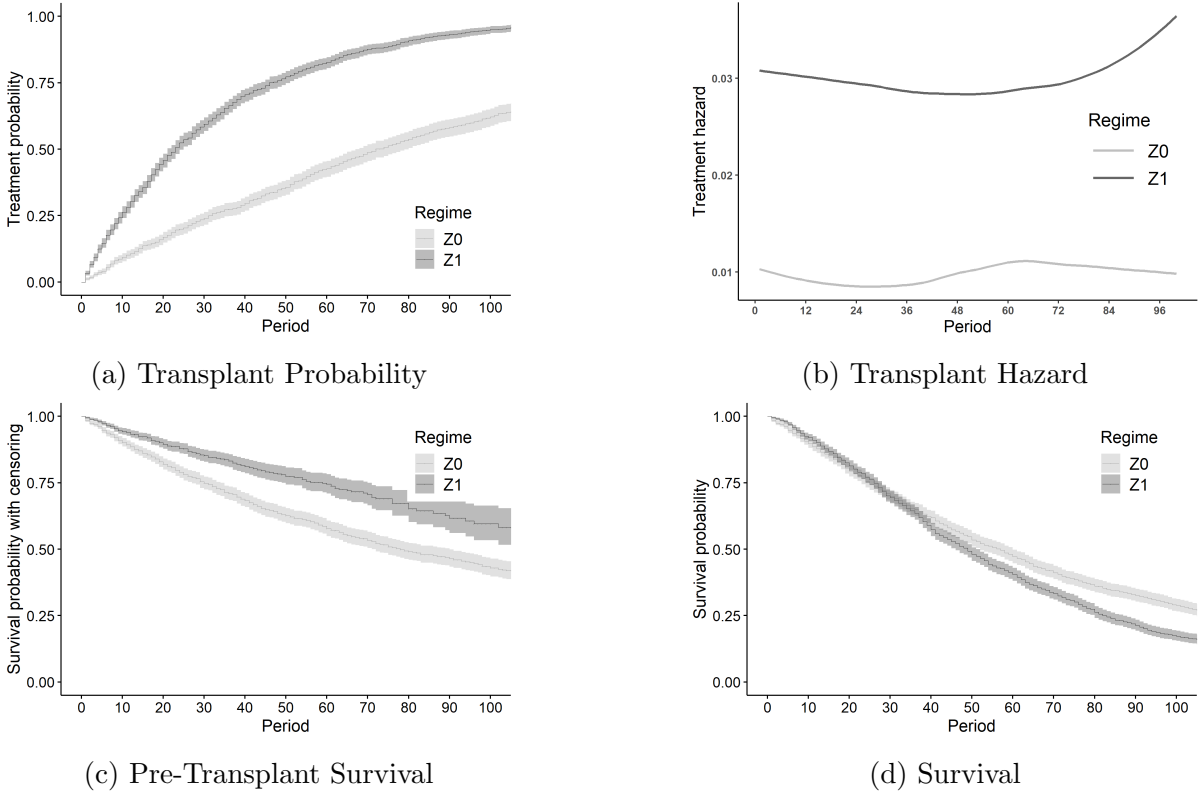 1.00
0.75
0.50
0.25
0.00
Treatment probability
0 10 20 30 40 50 60 70 80 90 100
Period
Regime
Z0
Z1
(a) Transplant Probability
0.03
0.02
0.01
Treatment hazard
0 12 24 36 48 60 72 84 96
Period
Regime
Z0
Z1
(b) Transplant Hazard
1.00
0.75
0.50
0.25
0.00
Survival probability with censoring
0 10 20 30 40 50 60 70 80 90 100
Period
Regime
Z0
Z1
(c) Pre-Transplant Survival
1.00
0.75
0.50
0.25
0.00
Survival probability
0 10 20 30 40 50 60 70 80 90 100
Period
Regime
Z0
Z1
(d) Survival